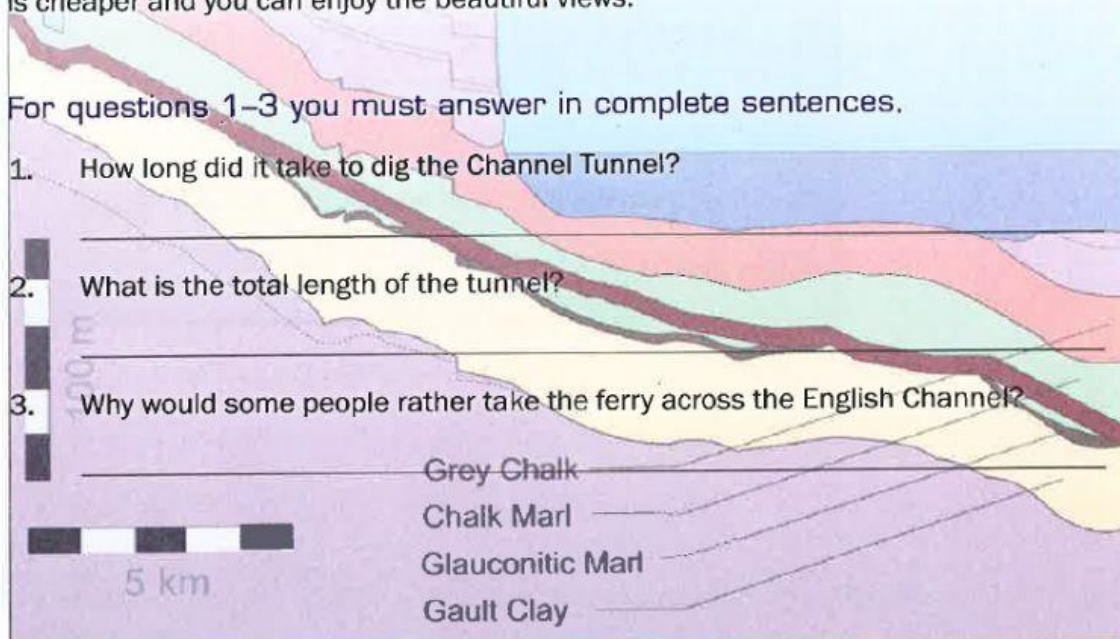 is cheaper and you can enjoy the beautiful views.
For questions 1–3 you must answer in complete sentences.
1. How long did it take to dig the Channel Tunnel?
2. What is the total length of the tunnel?
100 m
3. Why would some people rather take the ferry across the English Channel?
Grey Chalk
Chalk Marl
Glauconitic Marl
5 km
Gault Clay